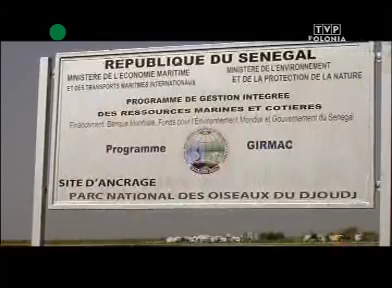 TVP
POLONIA
REPUBLIQUE DU SENEGAL
MINISTERE DE L'ECONOMIE MARITIME
ET DES TRANSPORTS MARITIMES INTERNATIONAUX
MINISTERE DE L'ENVIRONNEMENT
ET DE LA PROTECTION DE LA NATURE
PROGRAMME DE GESTION INTEGREE
DES RESSOURCES MARINES ET COTIERES
Financement: Banque Mondiale, Fonds pour l'Environnement Mondial et Gouvernement du Senegal
Programme GIRMAC
SITE D'ANCRAGE
PARC NATIONAL DES OISEAUX DU DJOUDJ